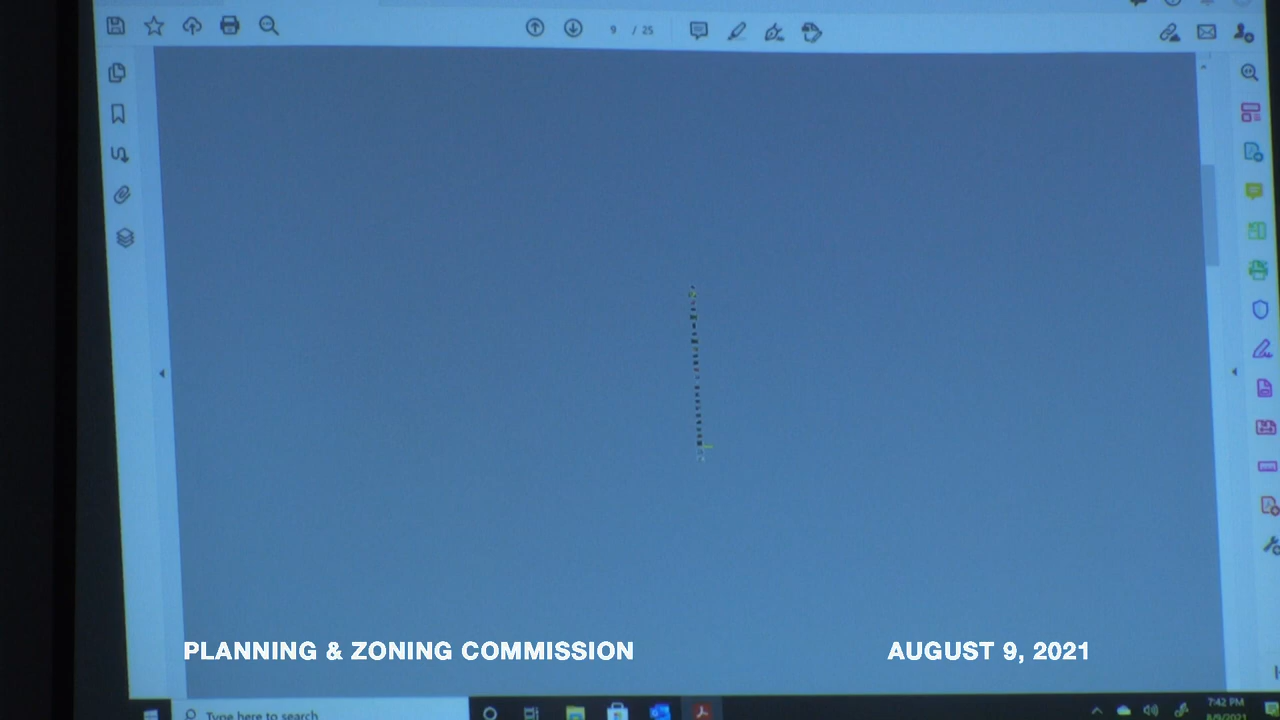 9 / 25
PLANNING & ZONING COMMISSION
AUGUST 9, 2021
Type here to search
7:42 PM